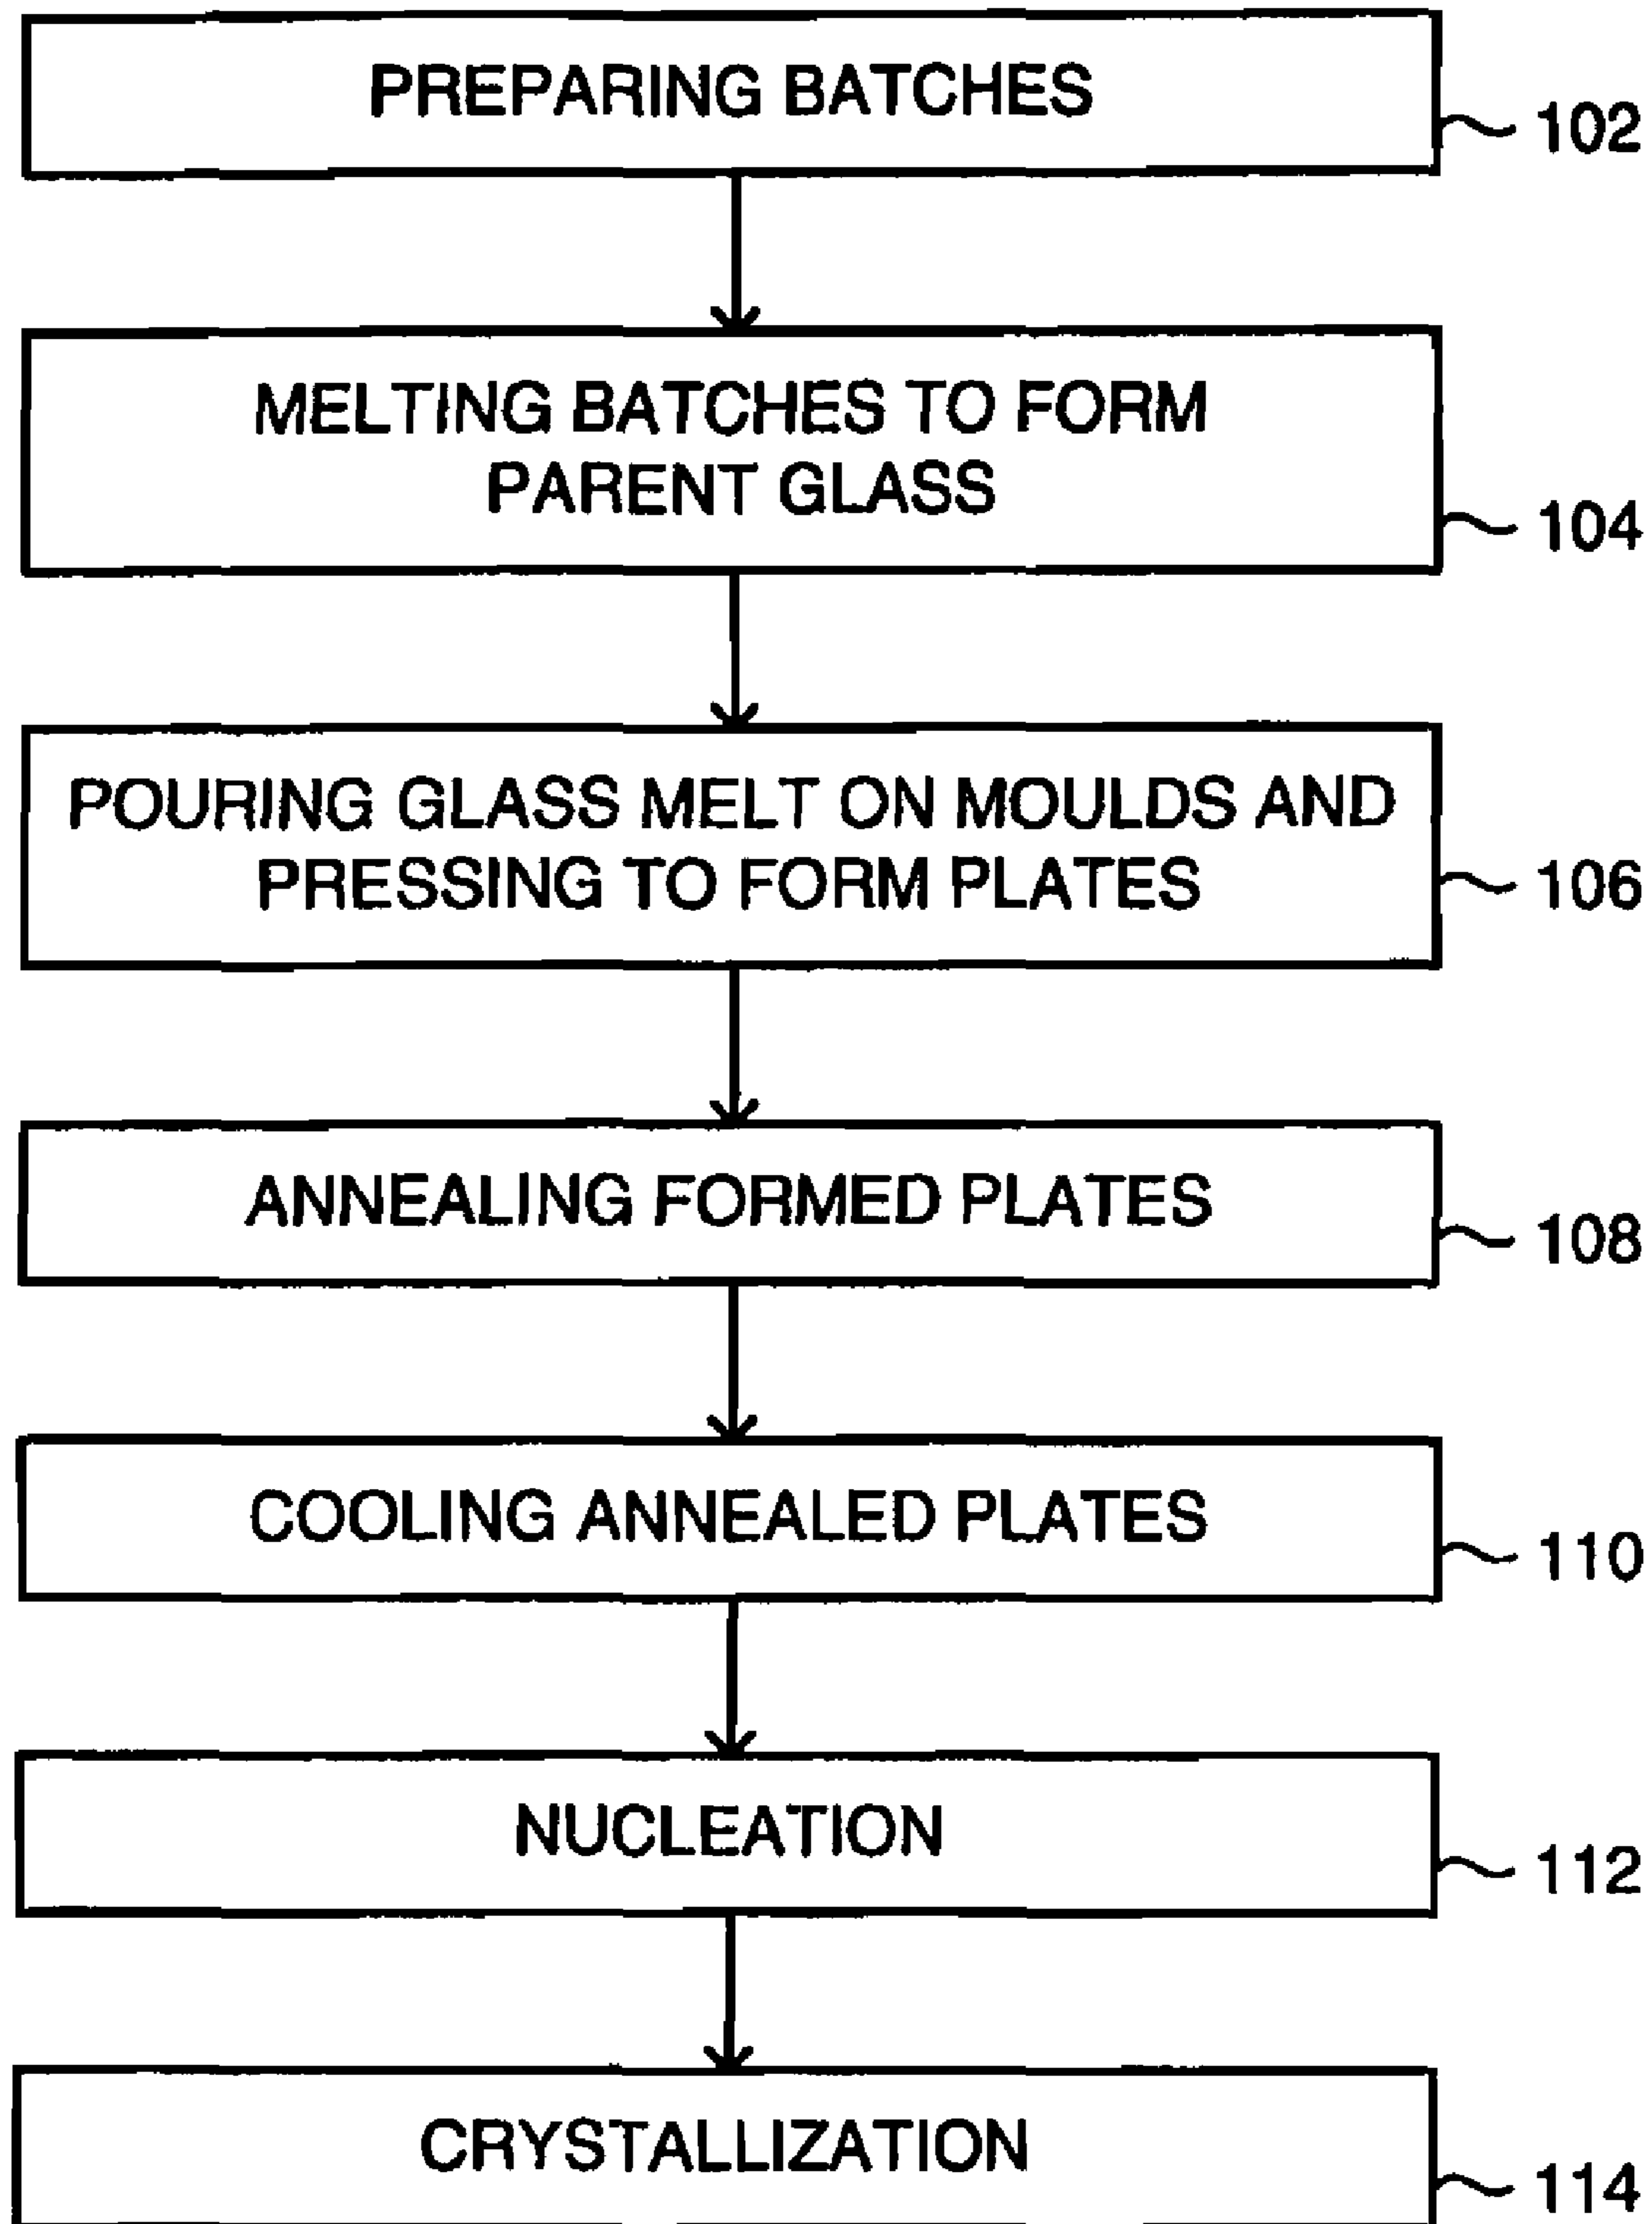 PREPARING BATCHES
102
MELTING BATCHES TO FORM
PARENT GLASS
104
POURING GLASS MELT ON MOULDS AND
PRESSING TO FORM PLATES
106
ANNEALING FORMED PLATES
108
COOLING ANNEALED PLATES
110
NUCLEATION
112
CRYSTALLIZATION
114